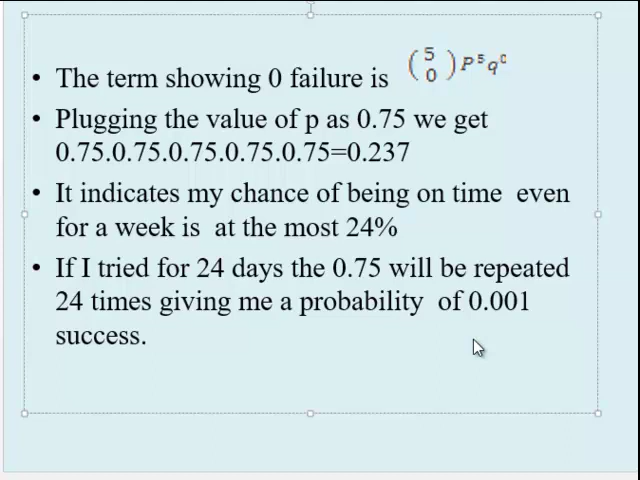 • The term showing 0 failure is (5 0) P⁵q⁰
• Plugging the value of p as 0.75 we get
0.75.0.75.0.75.0.75.0.75=0.237
• It indicates my chance of being on time even
for a week is at the most 24%
• If I tried for 24 days the 0.75 will be repeated
24 times giving me a probability of 0.001
success.